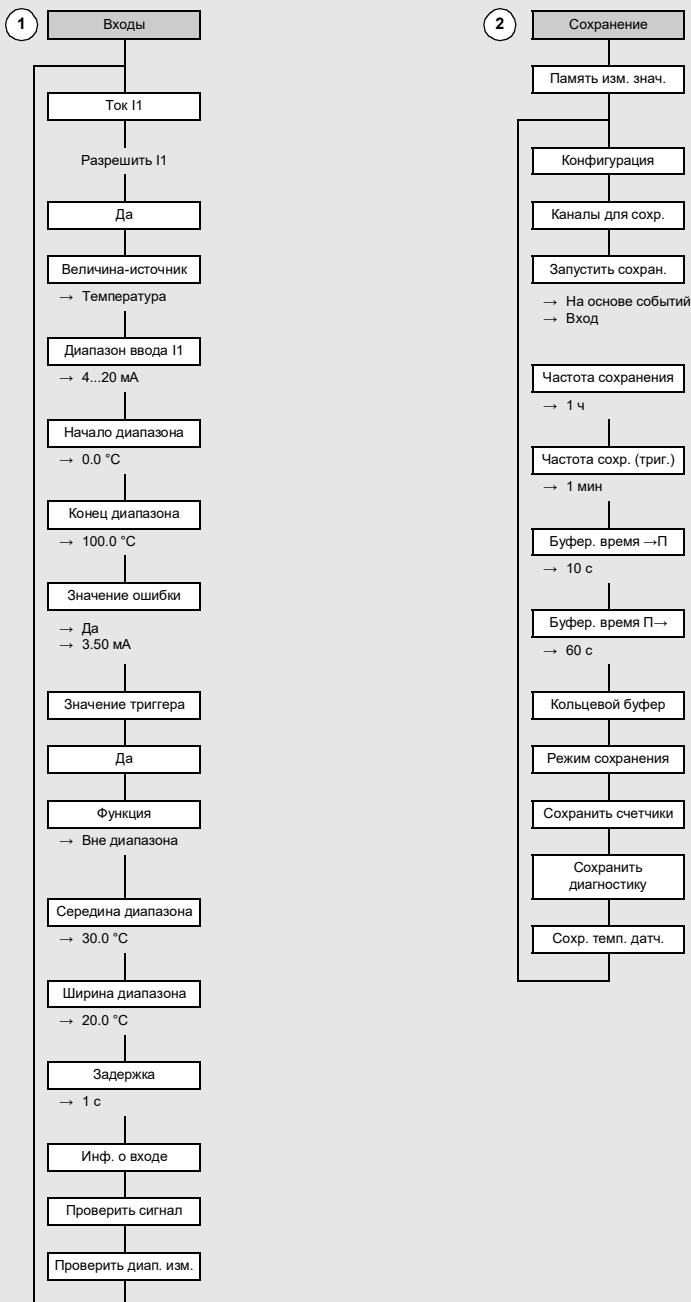 1
Входы
Ток I1
Разрешить I1
Да
Величина-источник
→ Температура
Диапазон ввода I1
→ 4...20 мА
Начало диапазона
→ 0.0 °C
Конец диапазона
→ 100.0 °C
Значение ошибки
→ Да
→ 3.50 мА
Значение триггера
Да
Функция
→ Вне диапазона
Середина диапазона
→ 30.0 °C
Ширина диапазона
→ 20.0 °C
Задержка
→ 1 с
Инф. о входе
Проверить сигнал
Проверить диап. изм.
2
Сохранение
Память изм. знач.
Конфигурация
Каналы для сохр.
Запустить сохран.
→ На основе событий
→ Вход
Частота сохранения
→ 1 ч
Частота сохр. (триг.)
→ 1 мин
Буфер. время →П
→ 10 с
Буфер. время П→
→ 60 с
Кольцевой буфер
Режим сохранения
Сохранить счетчики
Сохранить
диагностику
Сохр. темп. датч.